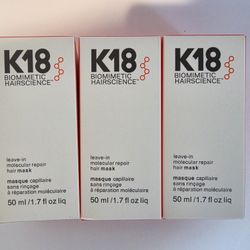 K18
BIOMIMETIC
HAIRSCIENCE
leave-in
molecular repair
hair mask
masque capillaire
sans rinçage
à réparation moléculaire
50 ml/1.7 fl oz liq
K18
BIOMIMETIC
HAIRSCIENCE
leave-in
molecular repair
hair mask
masque capillaire
sans rinçage
à réparation moléculaire
50 ml/1.7 fl oz liq
K18
BIOMIMETIC
HAIRSCIENCE
leave-in
molecular repair
hair mask
masque capillaire
sans rinçage
à réparation moléculaire
50 ml/1.7 fl oz liq